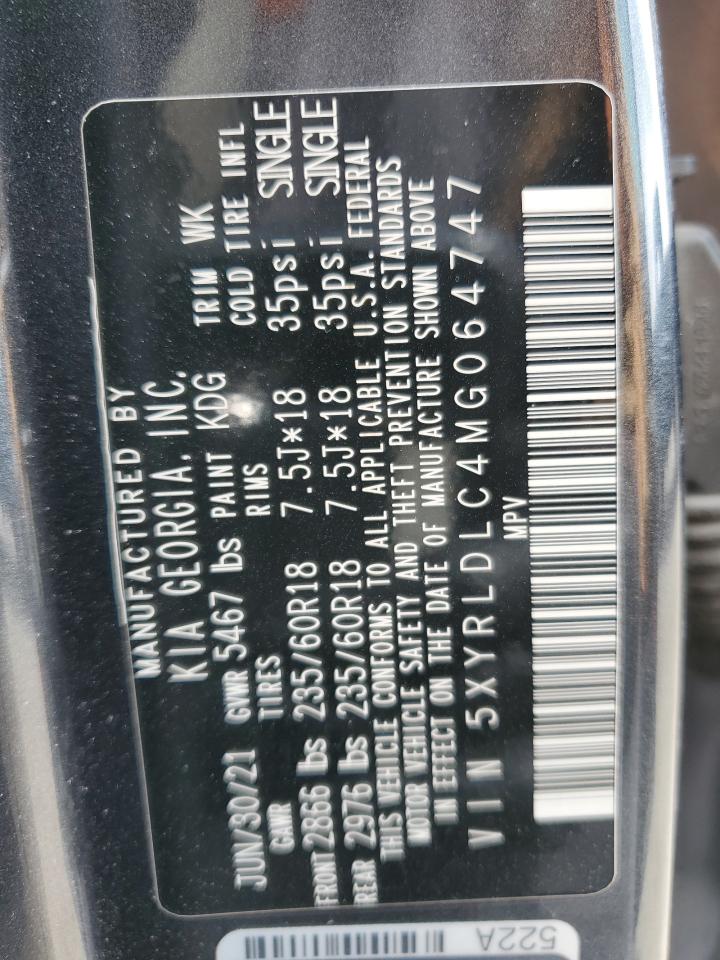 MANUFACTURED BY
KIA GEORGIA, INC.
JUN/30/21 GVWR 5467 lbs PAINT KDG TRIM WK
GAWR TIRES RIMS COLD TIRE INFL
FRONT 2866 lbs 235/60R18 7.5J*18 35psi SINGLE
REAR 2976 lbs 235/60R18 7.5J*18 35psi SINGLE
THIS VEHICLE CONFORMS TO ALL APPLICABLE U.S.A. FEDERAL
MOTOR VEHICLE SAFETY AND THEFT PREVENTION STANDARDS
IN EFFECT ON THE DATE OF MANUFACTURE SHOWN ABOVE
VIN 5XYRLDLC4MG064747
MPV
522A